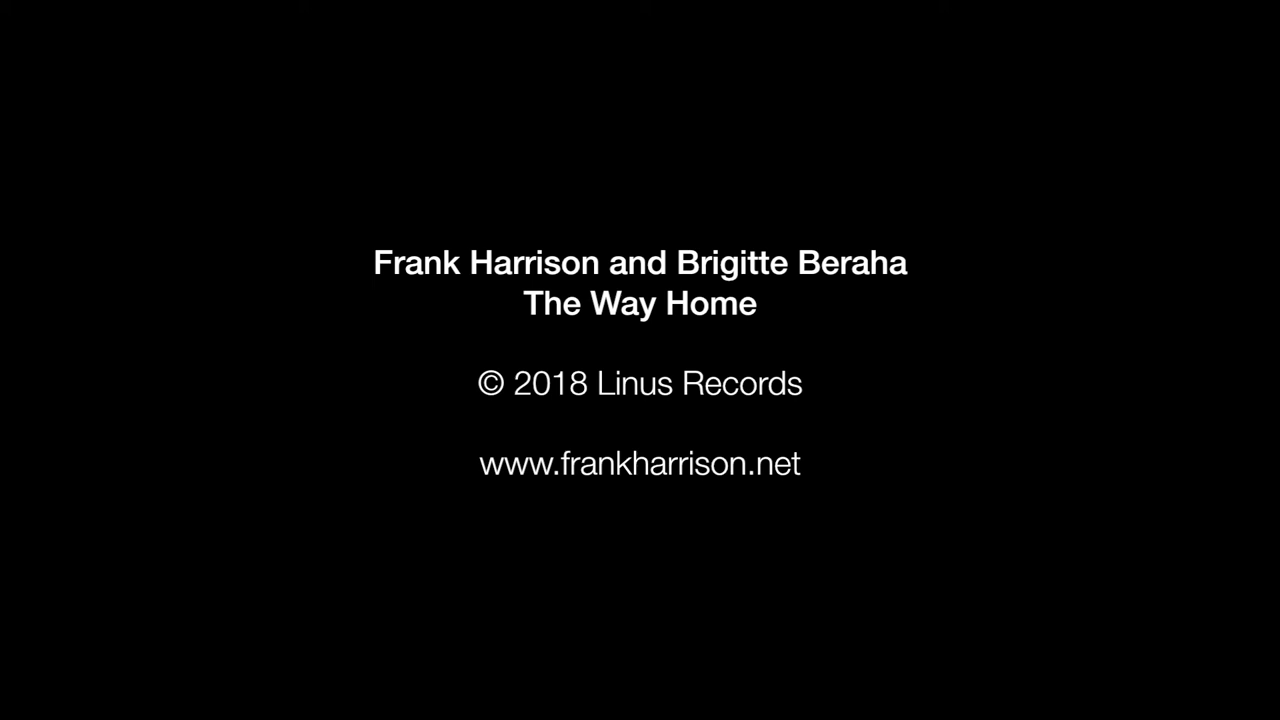 Frank Harrison and Brigitte Beraha
The Way Home
© 2018 Linus Records
www.frankharrison.net